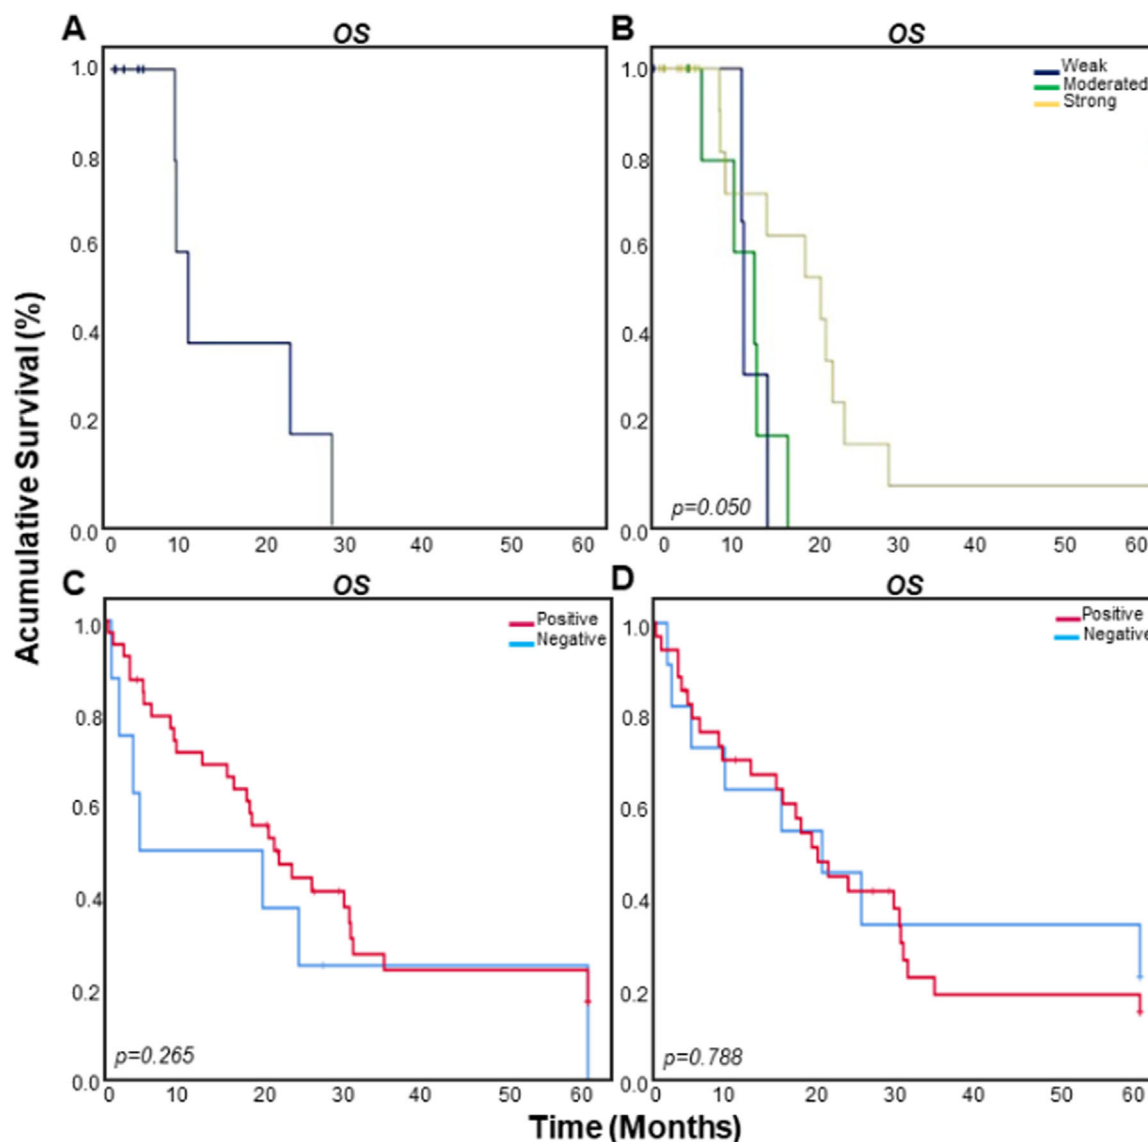 A
OS
1.0
0.8
0.6
0.4
0.2
0.0
0 10 20 30 40 50 60
B
OS
Weak
Moderated
Strong
1.0
0.8
0.6
0.4
0.2
0.0
p=0.050
0 10 20 30 40 50 60
Acumulative Survival (%)
C
OS
Positive
Negative
1.0
0.8
0.6
0.4
0.2
0.0
p=0.265
0 10 20 30 40 50 60
D
OS
Positive
Negative
1.0
0.8
0.6
0.4
0.2
0.0
p=0.788
0 10 20 30 40 50 60
Time (Months)